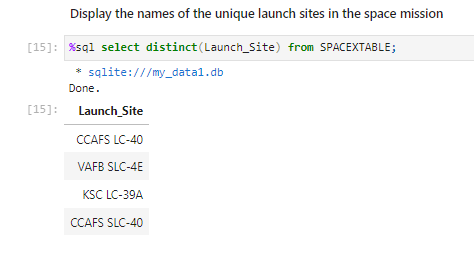 Display the names of the unique launch sites in the space mission
[15]: %sql select distinct(Launch_Site) from SPACEXTABLE;
* sqlite:///my_data1.db
Done.
[15]: Launch_Site
CCAFS LC-40
VAFB SLC-4E
KSC LC-39A
CCAFS SLC-40